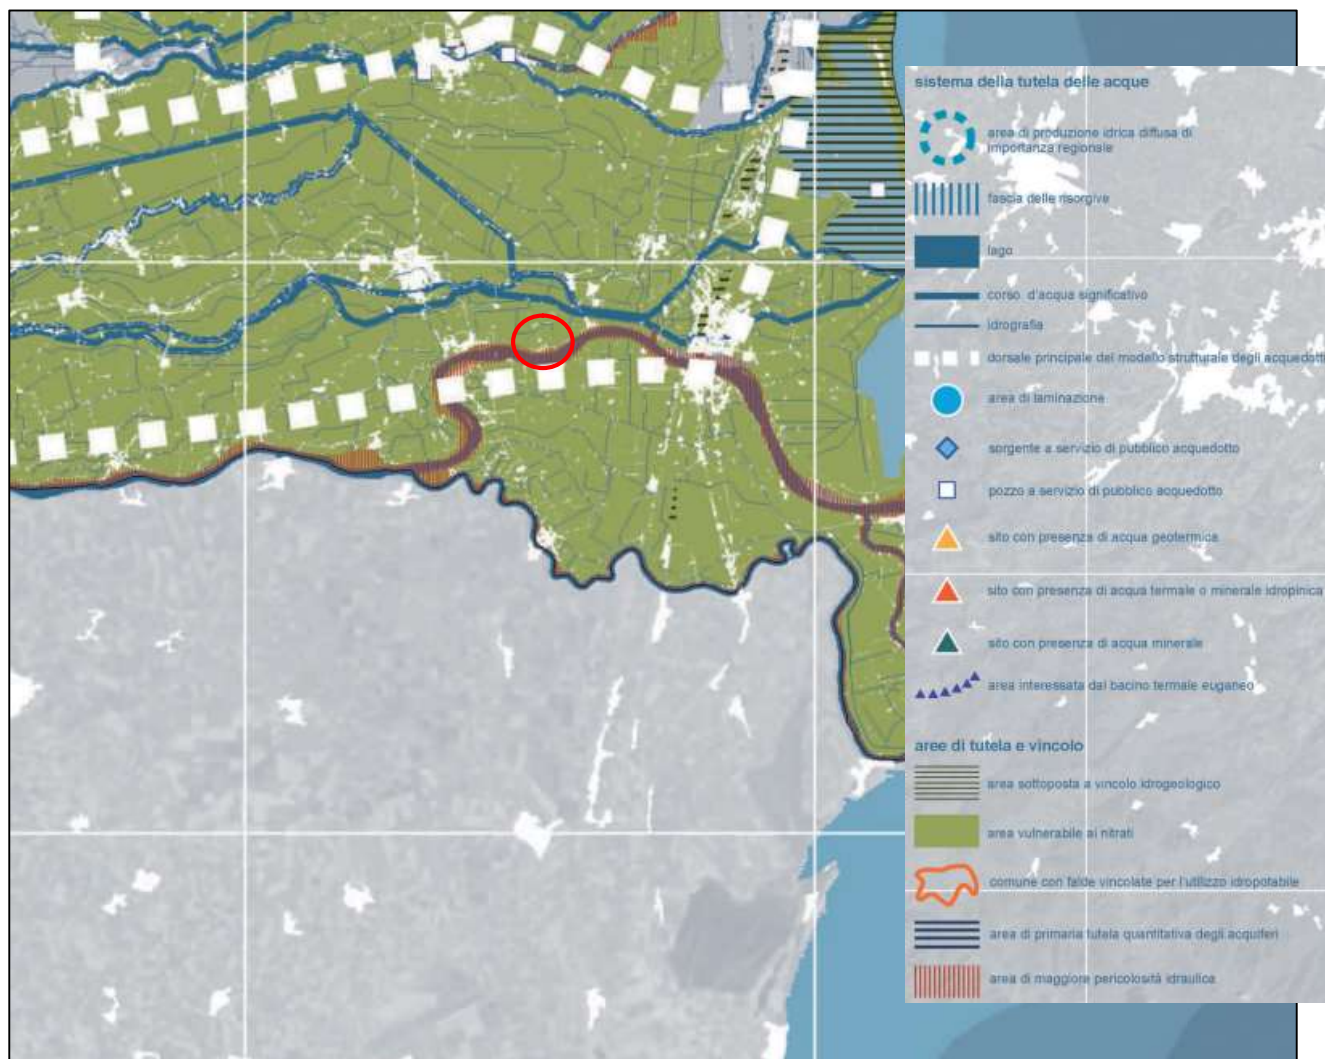 sistema della tutela delle acque
area di produzione idrica diffusa di
importanza regionale
fascia delle risorgive
lago
corso d'acqua significativo
idrografia
dorsale principale del modello strutturale degli acquedotti
area di laminazione
sorgente a servizio di pubblico acquedotto
pozzo a servizio di pubblico acquedotto
sito con presenza di acqua geotermica
sito con presenza di acqua termale o minerale idropinica
sito con presenza di acqua minerale
area interessata dal bacino termale euganeo
aree di tutela e vincolo
area sottoposta a vincolo idrogeologico
area vulnerabile ai nitrati
comune con falde vincolate per l'utilizzo idropotabile
area di primaria tutela quantitativa degli acquiferi
area di maggiore pericolosità idraulica